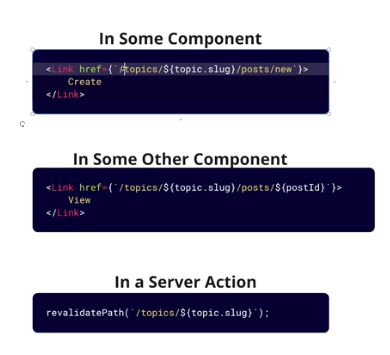 In Some Component
<Link href={`/topics/${topic.slug}/posts/new`}>
Create
</Link>
In Some Other Component
<Link href={`/topics/${topic.slug}/posts/${postId}`}>
View
</Link>
In a Server Action
revalidatePath(`/topics/${topic.slug}`);